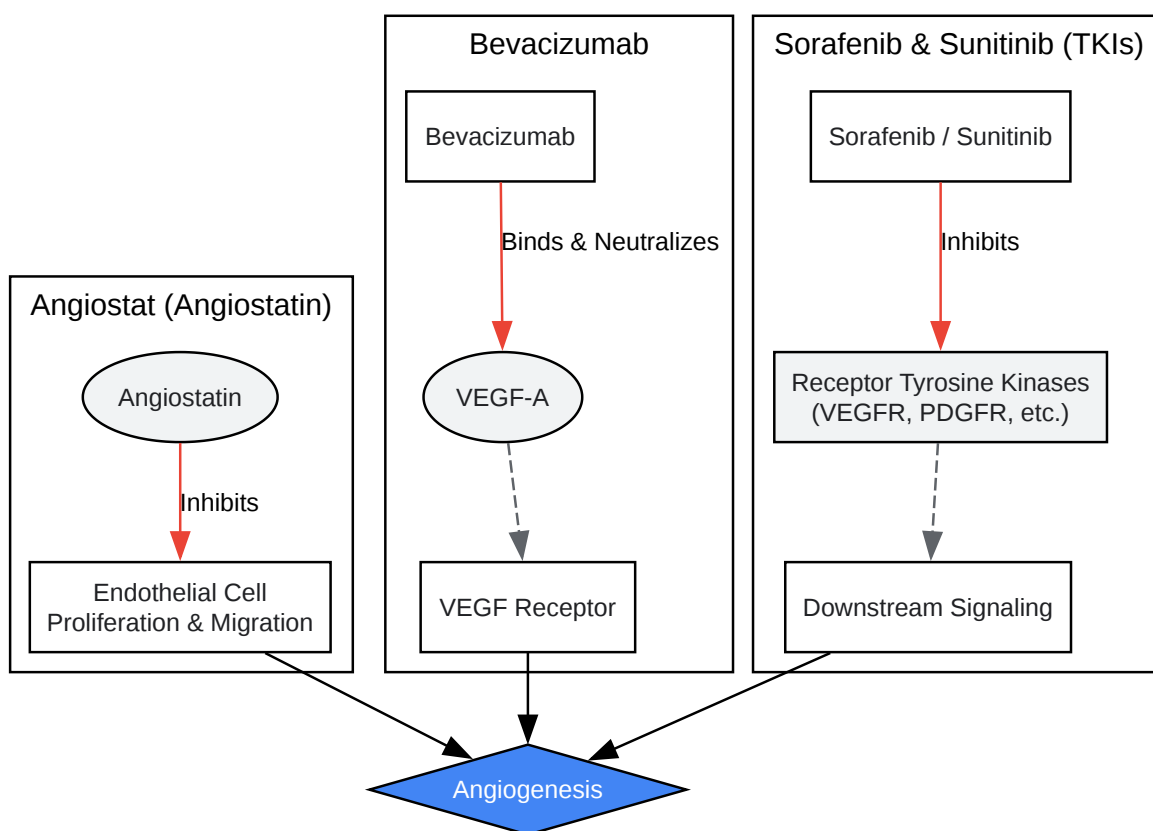 Bevacizumab
Sorafenib & Sunitinib (TKIs)
Bevacizumab
Sorafenib / Sunitinib
Binds & Neutralizes
Inhibits
Angiostat (Angiostatin)
Angiostatin
VEGF-A
Receptor Tyrosine Kinases
(VEGFR, PDGFR, etc.)
Inhibits
Endothelial Cell
Proliferation & Migration
VEGF Receptor
Downstream Signaling
Angiogenesis